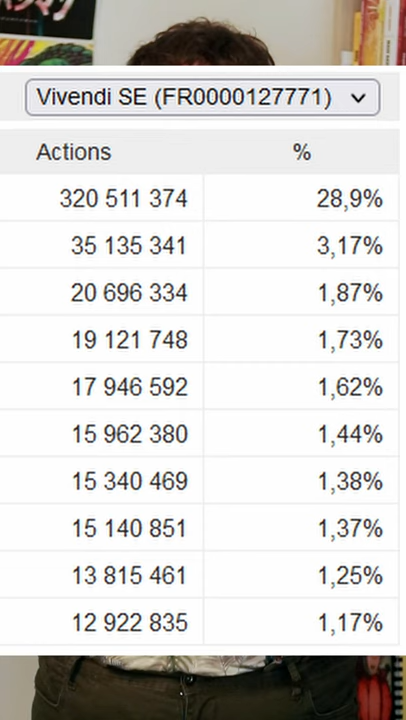 Vivendi SE (FR0000127771)
Actions %
320 511 374 28,9%
35 135 341 3,17%
20 696 334 1,87%
19 121 748 1,73%
17 946 592 1,62%
15 962 380 1,44%
15 340 469 1,38%
15 140 851 1,37%
13 815 461 1,25%
12 922 835 1,17%